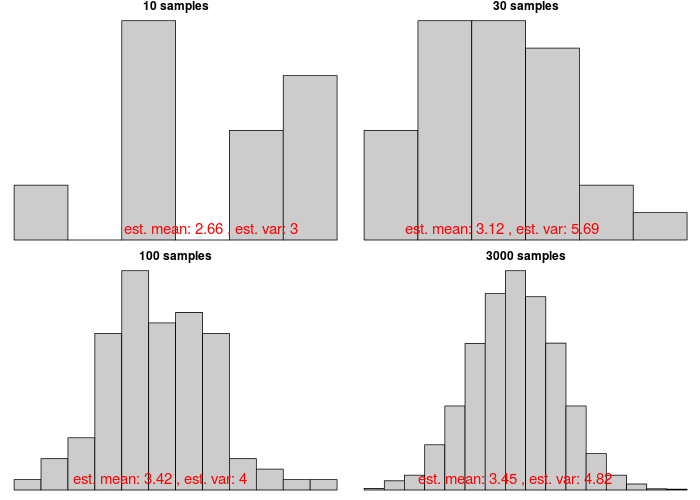 10 samples
est. mean: 2.66 , est. var: 3
30 samples
est. mean: 3.12 , est. var: 5.69
100 samples
est. mean: 3.42 , est. var: 4
3000 samples
est. mean: 3.45 , est. var: 4.82